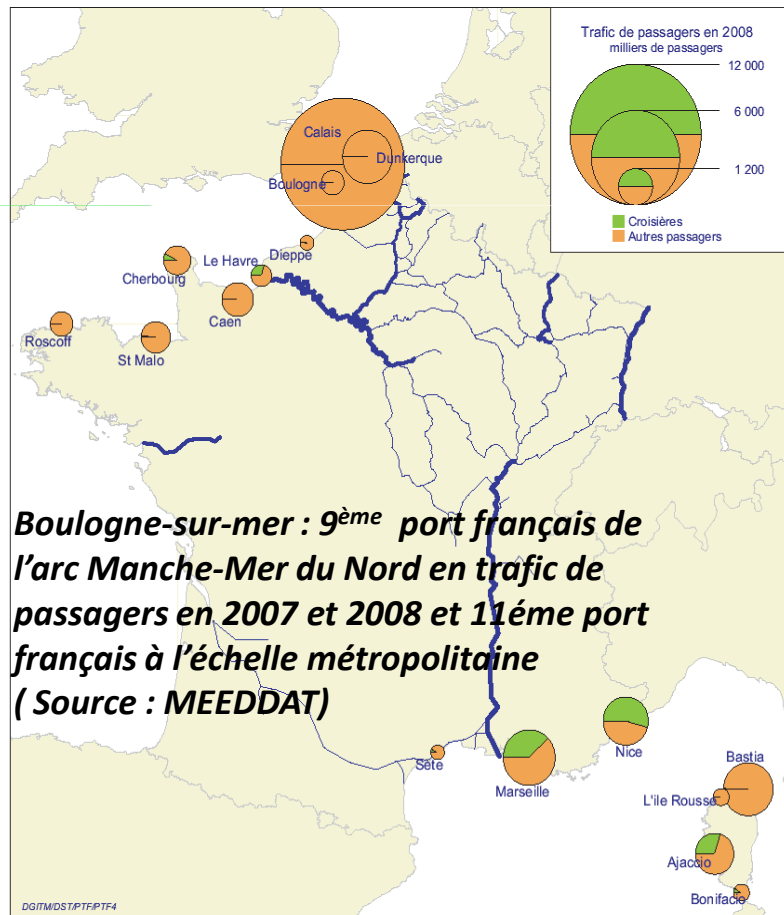 Trafic de passagers en 2008
milliers de passagers
12 000
6 000
1 200
Croisières
Autres passagers
Calais
Dunkerque
Boulogne
Dieppe
Le Havre
Cherbourg
Caen
Roscoff
St Malo
Boulogne-sur-mer : 9ème port français de
l'arc Manche-Mer du Nord en trafic de
passagers en 2007 et 2008 et 11éme port
français à l'échelle métropolitaine
( Source : MEEDDAT)
Nice
Sète
Marseille
Bastia
L'ile Rousse
Ajaccio
Bonifacio
DGITM/DST/PTF/PTF4